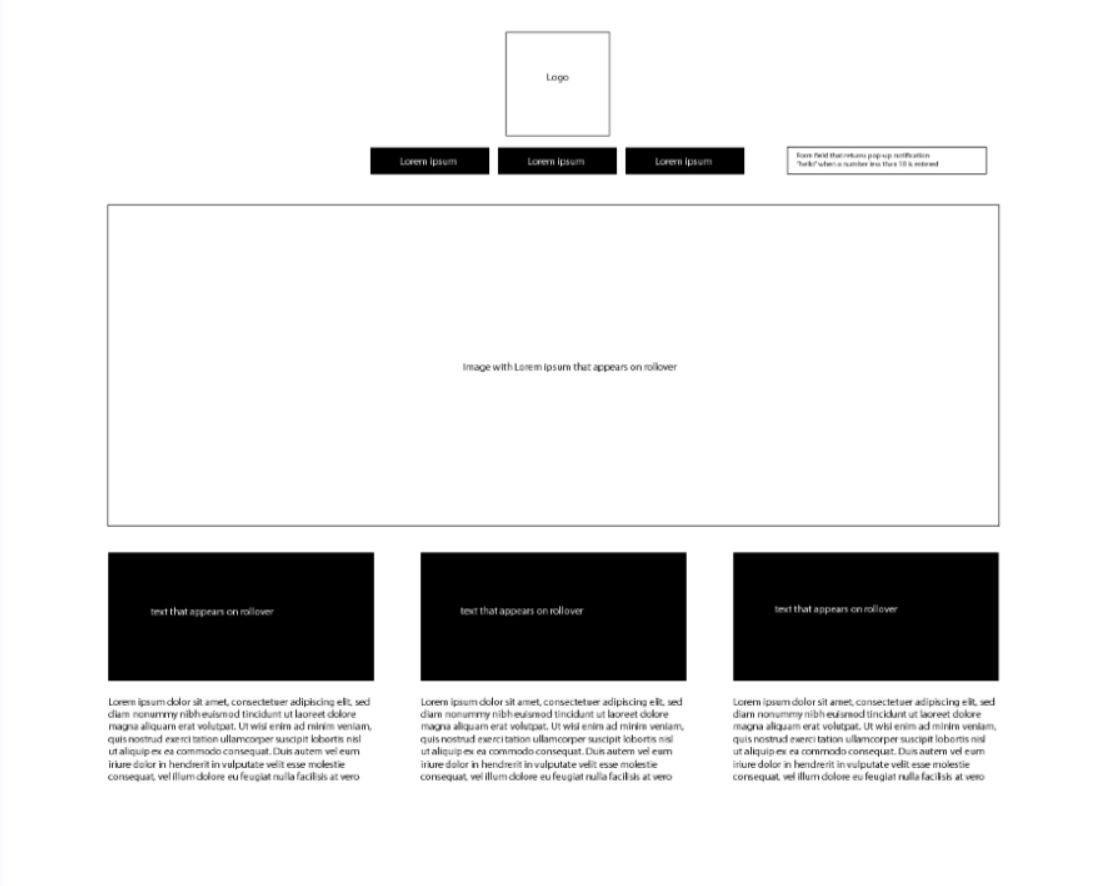 Logo
Lorem ipsum
Lorem ipsum
Lorem ipsum
Form field that returns pop-up notification
"hello" when a number less than 10 is entered
Image with Lorem ipsum that appears on rollover
text that appears on rollover
text that appears on rollover
text that appears on rollover
Lorem ipsum dolor sit amet, consectetuer adipiscing elit, sed
diam nonummy nibh euismod tincidunt ut laoreet dolore
magna aliquam erat volutpat. Ut wisi enim ad minim veniam,
quis nostrud exerci tation ullamcorper suscipit lobortis nisl
ut aliquip ex ea commodo consequat. Duis autem vel eum
iriure dolor in hendrerit in vulputate velit esse molestie
consequat, vel illum dolore eu feugiat nulla facilisis at vero
Lorem ipsum dolor sit amet, consectetuer adipiscing elit, sed
diam nonummy nibh euismod tincidunt ut laoreet dolore
magna aliquam erat volutpat. Ut wisi enim ad minim veniam,
quis nostrud exerci tation ullamcorper suscipit lobortis nisl
ut aliquip ex ea commodo consequat. Duis autem vel eum
iriure dolor in hendrerit in vulputate velit esse molestie
consequat, vel illum dolore eu feugiat nulla facilisis at vero
Lorem ipsum dolor sit amet, consectetuer adipiscing elit, sed
diam nonummy nibh euismod tincidunt ut laoreet dolore
magna aliquam erat volutpat. Ut wisi enim ad minim veniam,
quis nostrud exerci tation ullamcorper suscipit lobortis nisl
ut aliquip ex ea commodo consequat. Duis autem vel eum
iriure dolor in hendrerit in vulputate velit esse molestie
consequat, vel illum dolore eu feugiat nulla facilisis at vero